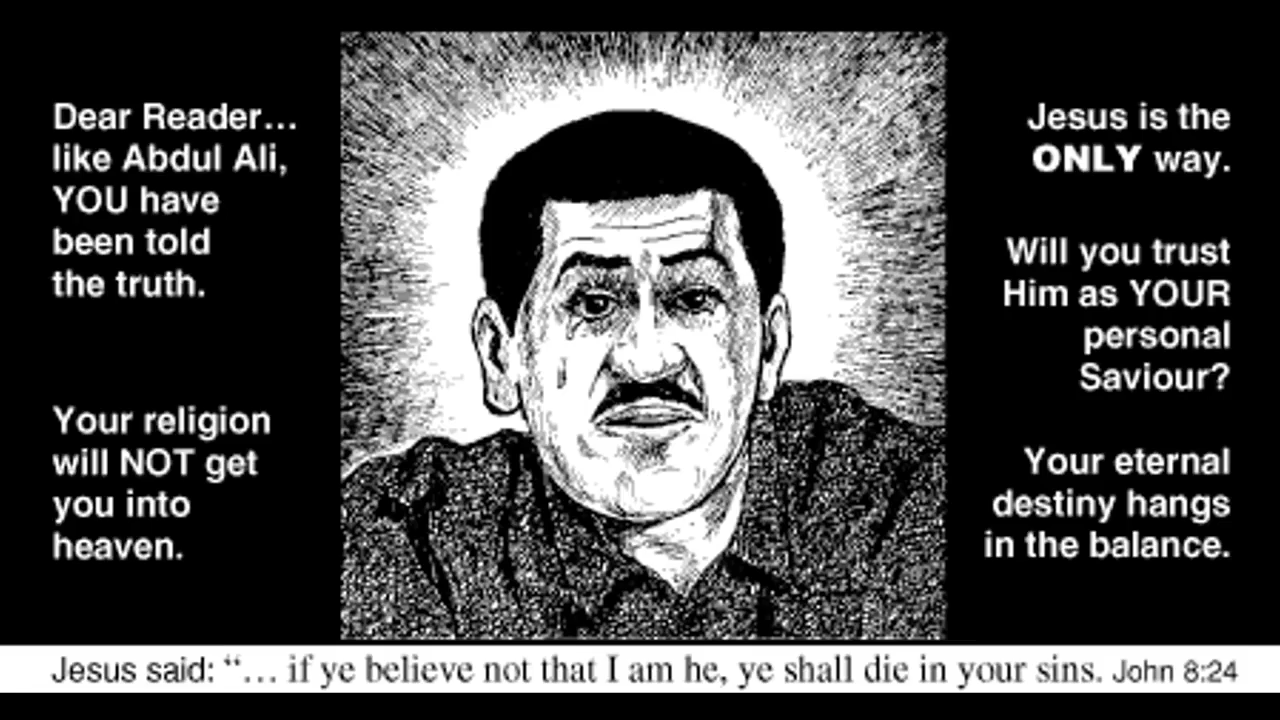 Dear Reader...
like Abdul Ali,
YOU have
been told
the truth.
Your religion
will NOT get
you into
heaven.
Jesus is the
ONLY way.
Will you trust
Him as YOUR
personal
Saviour?
Your eternal
destiny hangs
in the balance.
Jesus said: “... if ye believe not that I am he, ye shall die in your sins. John 8:24